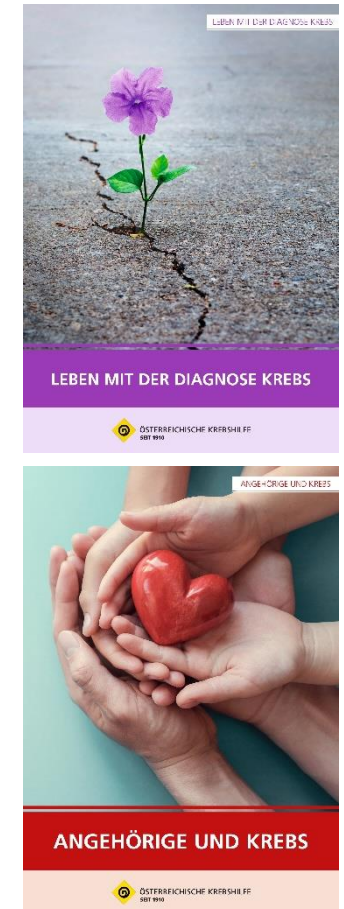 LEBEN MIT DER DIAGNOSE KREBS
LEBEN MIT DER DIAGNOSE KREBS
ÖSTERREICHISCHE KREBSHILFE
SEIT 1910
ANGEHÖRIGE UND KREBS
ANGEHÖRIGE UND KREBS
ÖSTERREICHISCHE KREBSHILFE
SEIT 1910